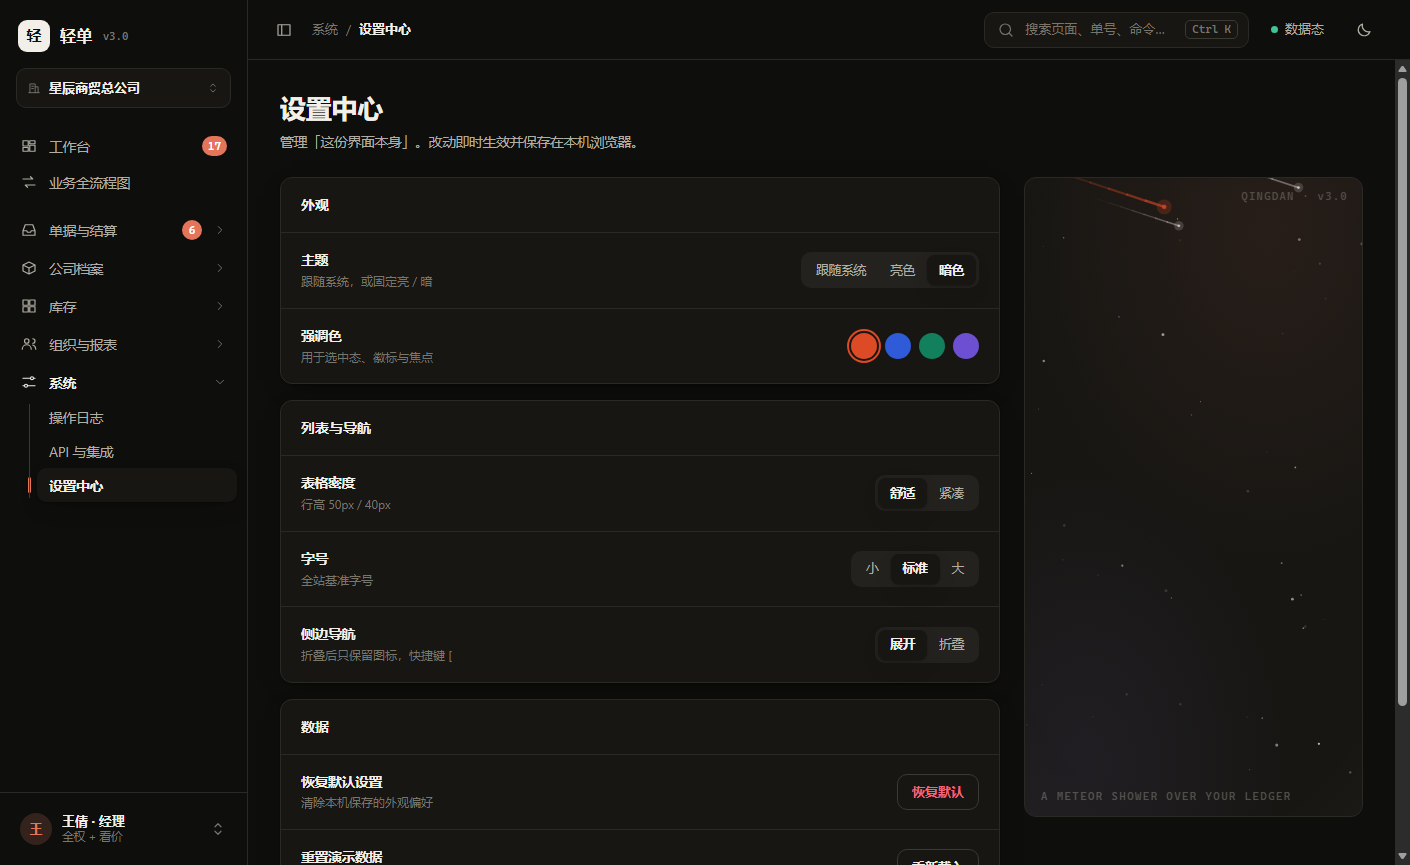 轻 轻单 v3.0
星辰商贸总公司
工作台 17
业务全流程图
单据与结算 6
公司档案
库存
组织与报表
系统
操作日志
API 与集成
设置中心
王 王倩 · 经理
全权 + 看价
系统 / 设置中心
搜索页面、单号、命令... Ctrl K
数据态
设置中心
管理「这份界面本身」。改动即时生效并保存在本机浏览器。
外观
主题
跟随系统，或固定亮 / 暗
跟随系统 亮色 暗色
强调色
用于选中态、徽标与焦点
列表与导航
表格密度
行高 50px / 40px
舒适 紧凑
字号
全站基准字号
小 标准 大
侧边导航
折叠后只保留图标，快捷键 [
展开 折叠
数据
恢复默认设置
清除本机保存的外观偏好
恢复默认
重置演示数据
重新载入
QINGDAN · v3.0
A METEOR SHOWER OVER YOUR LEDGER